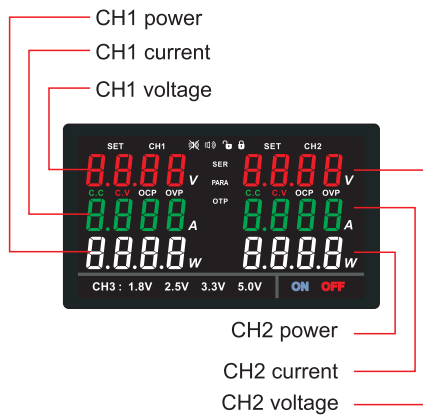 CH1 power
CH1 current
CH1 voltage
SET CH1 SET CH2
SER
8.8.8.8 V 8.8.8.8 V
PARA
C.C C.V OCP OVP C.C C.V OCP OVP
OTP
8.8.8.8 A 8.8.8.8 A
8.8.8.8 W 8.8.8.8 W
CH3 : 1.8V 2.5V 3.3V 5.0V ON OFF
CH2 power
CH2 current
CH2 voltage